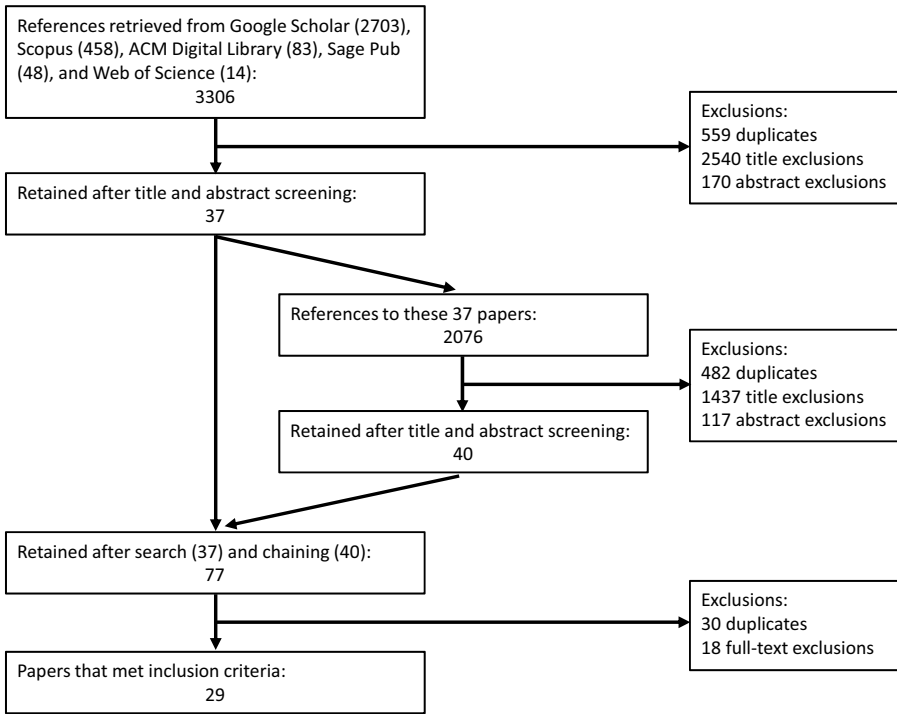 References retrieved from Google Scholar (2703),
Scopus (458), ACM Digital Library (83), Sage Pub
(48), and Web of Science (14):
3306
Exclusions:
559 duplicates
2540 title exclusions
170 abstract exclusions
Retained after title and abstract screening:
37
References to these 37 papers:
2076
Exclusions:
482 duplicates
1437 title exclusions
117 abstract exclusions
Retained after title and abstract screening:
40
Retained after search (37) and chaining (40):
77
Exclusions:
30 duplicates
18 full-text exclusions
Papers that met inclusion criteria:
29